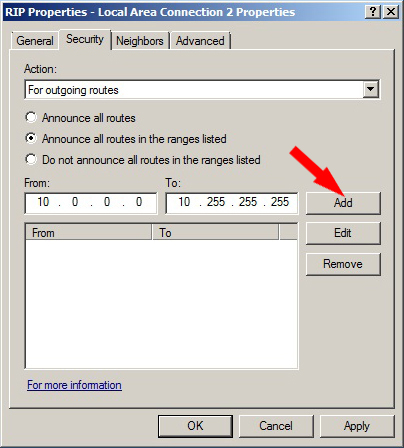 RIP Properties - Local Area Connection 2 Properties
General Security Neighbors Advanced
Action:
For outgoing routes
Announce all routes
Announce all routes in the ranges listed
Do not announce all routes in the ranges listed
From: To:
10 . 0 . 0 . 0 10 . 255 . 255 . 255 Add
From To Edit
Remove
For more information
OK Cancel Apply